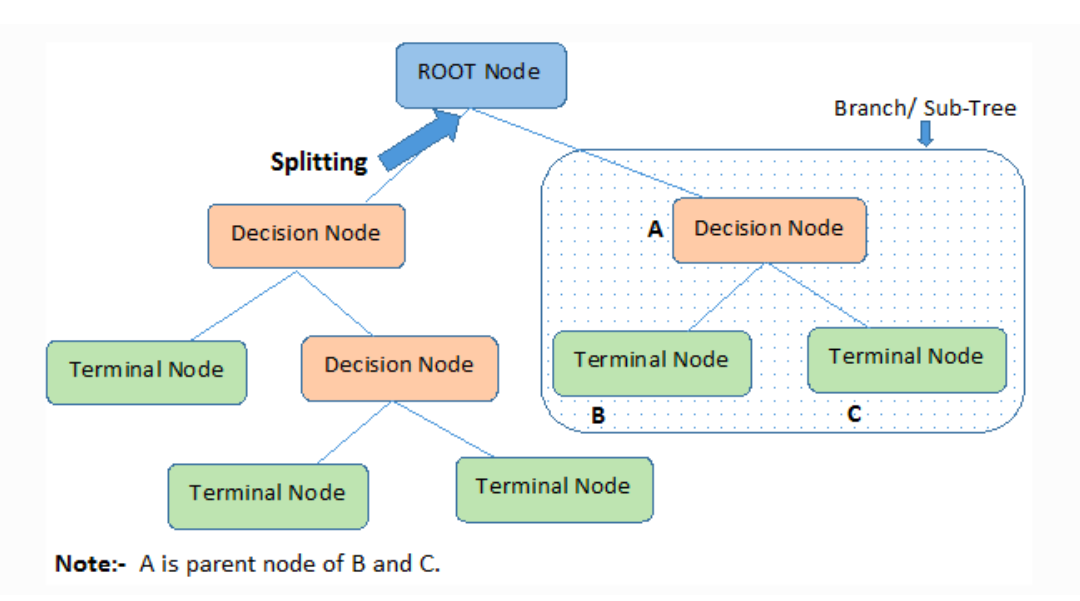 ROOT Node
Branch/ Sub-Tree
Splitting
Decision Node
A
Decision Node
Terminal Node
Decision Node
Terminal Node
Terminal Node
B
C
Terminal Node
Terminal Node
Note:- A is parent node of B and C.